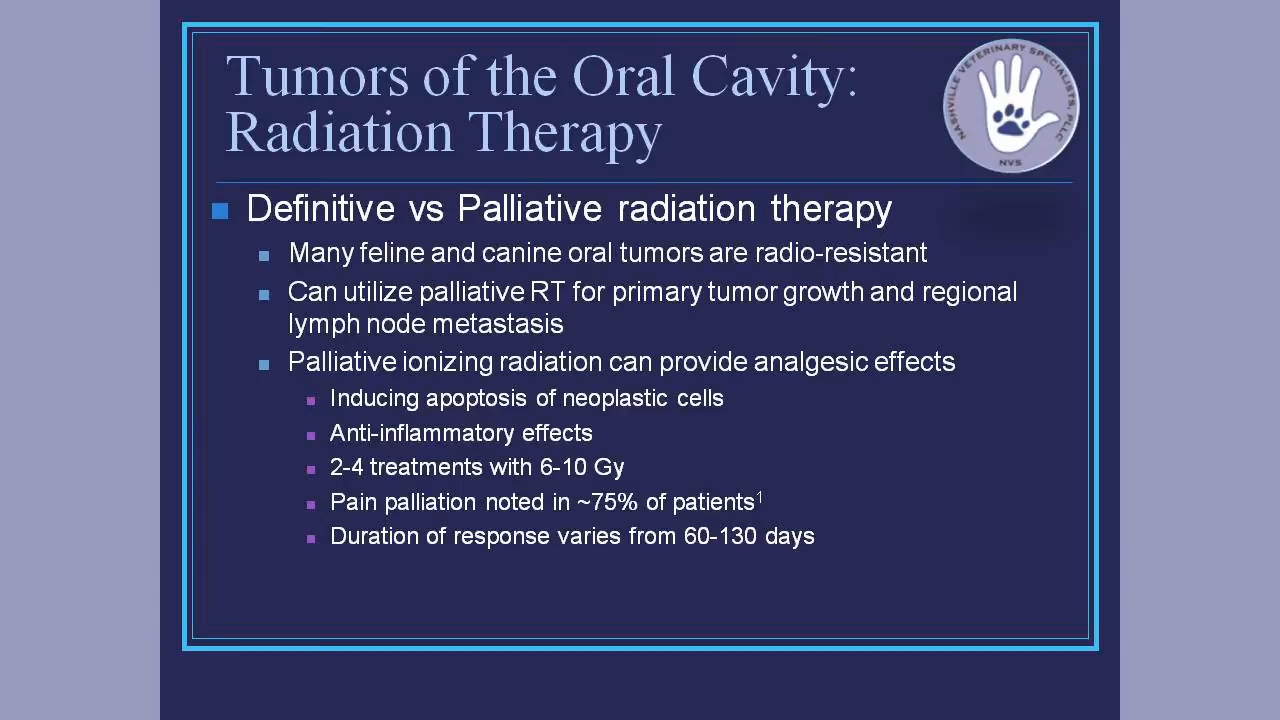 Tumors of the Oral Cavity:
Radiation Therapy
NASHVILLE VETERINARY SPECIALISTS, PLLC
NVS
Definitive vs Palliative radiation therapy
Many feline and canine oral tumors are radio-resistant
Can utilize palliative RT for primary tumor growth and regional
lymph node metastasis
Palliative ionizing radiation can provide analgesic effects
Inducing apoptosis of neoplastic cells
Anti-inflammatory effects
2-4 treatments with 6-10 Gy
Pain palliation noted in ~75% of patients¹
Duration of response varies from 60-130 days